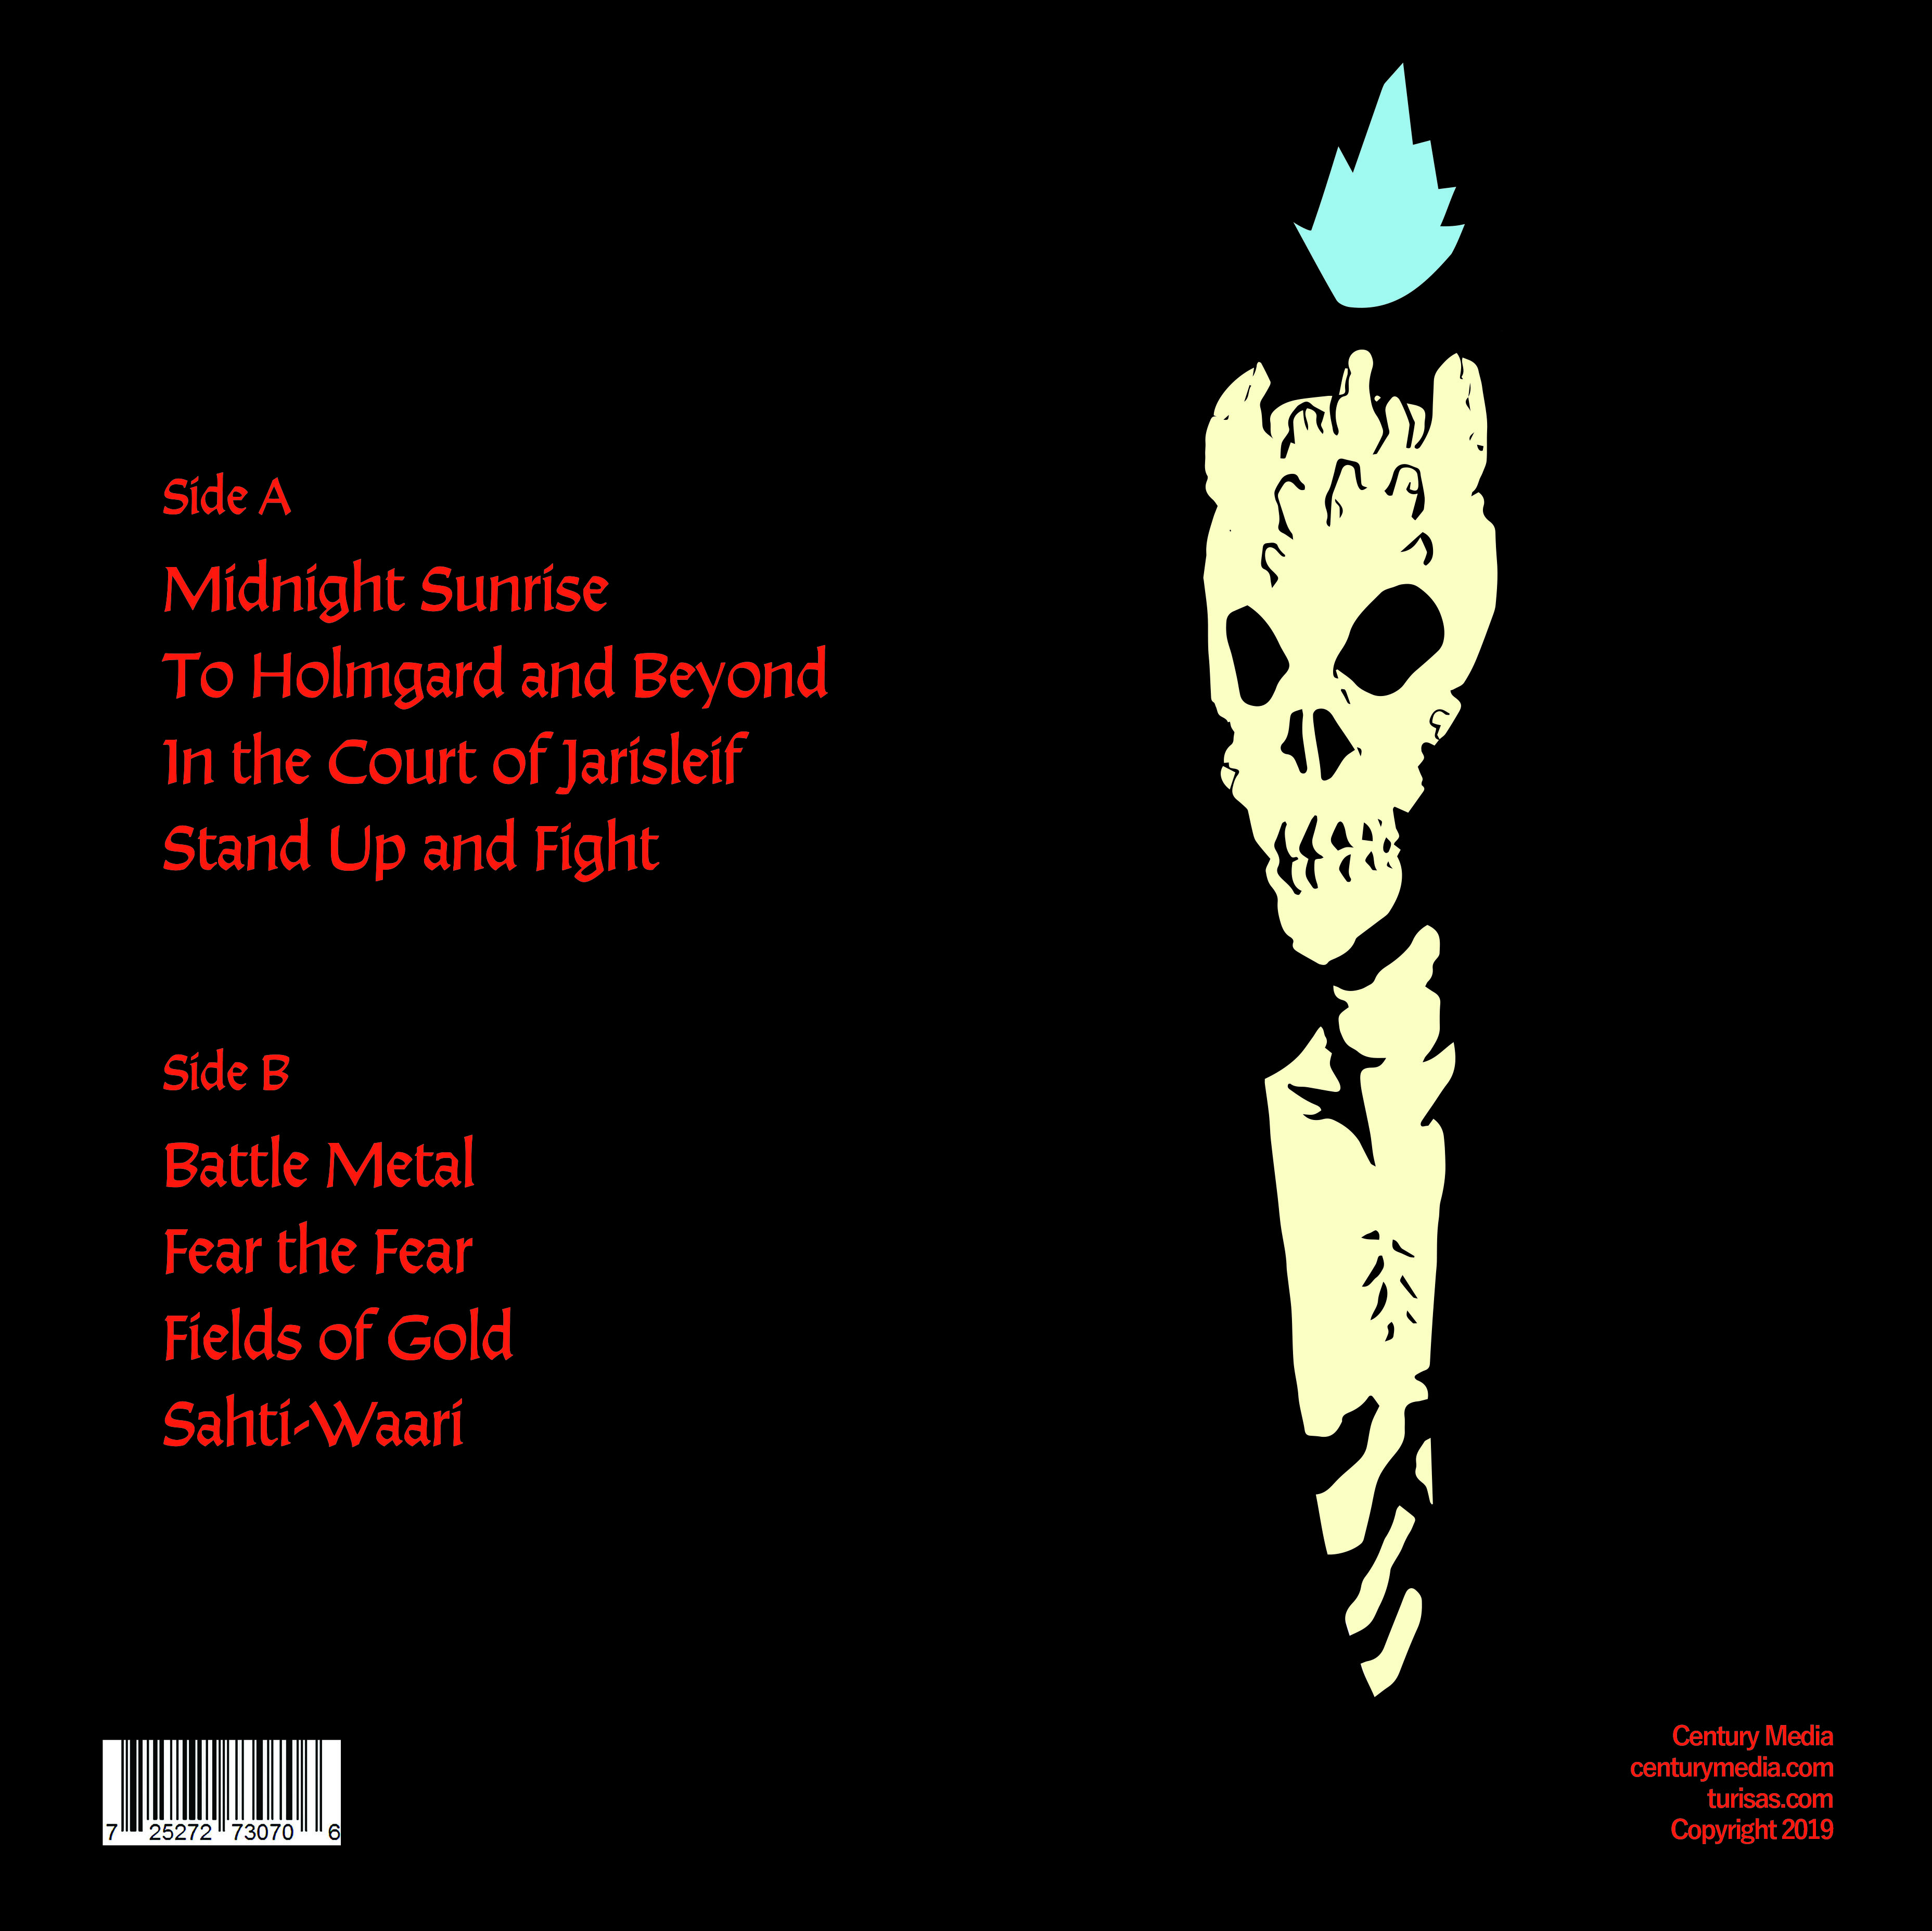 Side A
Midnight Sunrise
To Holmgard and Beyond
In the Court of Jarisleif
Stand Up and Fight
Side B
Battle Metal
Fear the Fear
Fields of Gold
Sahti-Waari
7 25272 73070 6
Century Media
centurymedia.com
turisas.com
Copyright 2019